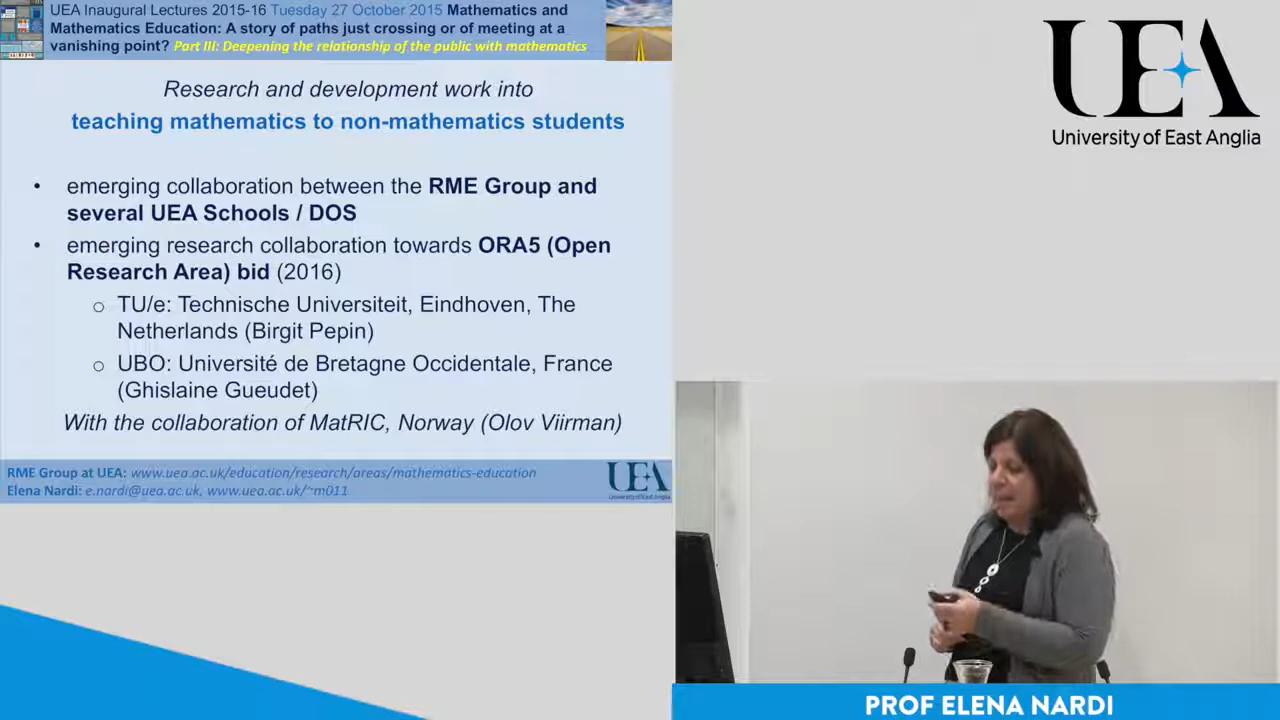 UEA Inaugural Lectures 2015-16 Tuesday 27 October 2015 Mathematics and
Mathematics Education: A story of paths just crossing or of meeting at a
vanishing point? Part III: Deepening the relationship of the public with mathematics
Research and development work into
teaching mathematics to non-mathematics students
• emerging collaboration between the RME Group and
several UEA Schools / DOS
• emerging research collaboration towards ORA5 (Open
Research Area) bid (2016)
o TU/e: Technische Universiteit, Eindhoven, The
Netherlands (Birgit Pepin)
o UBO: Université de Bretagne Occidentale, France
(Ghislaine Gueudet)
With the collaboration of MatRIC, Norway (Olov Viirman)
RME Group at UEA: www.uea.ac.uk/education/research/areas/mathematics-education
Elena Nardi: e.nardi@uea.ac.uk, www.uea.ac.uk/~m011
UEA
University of East Anglia
UEA
University of East Anglia
PROF ELENA NARDI